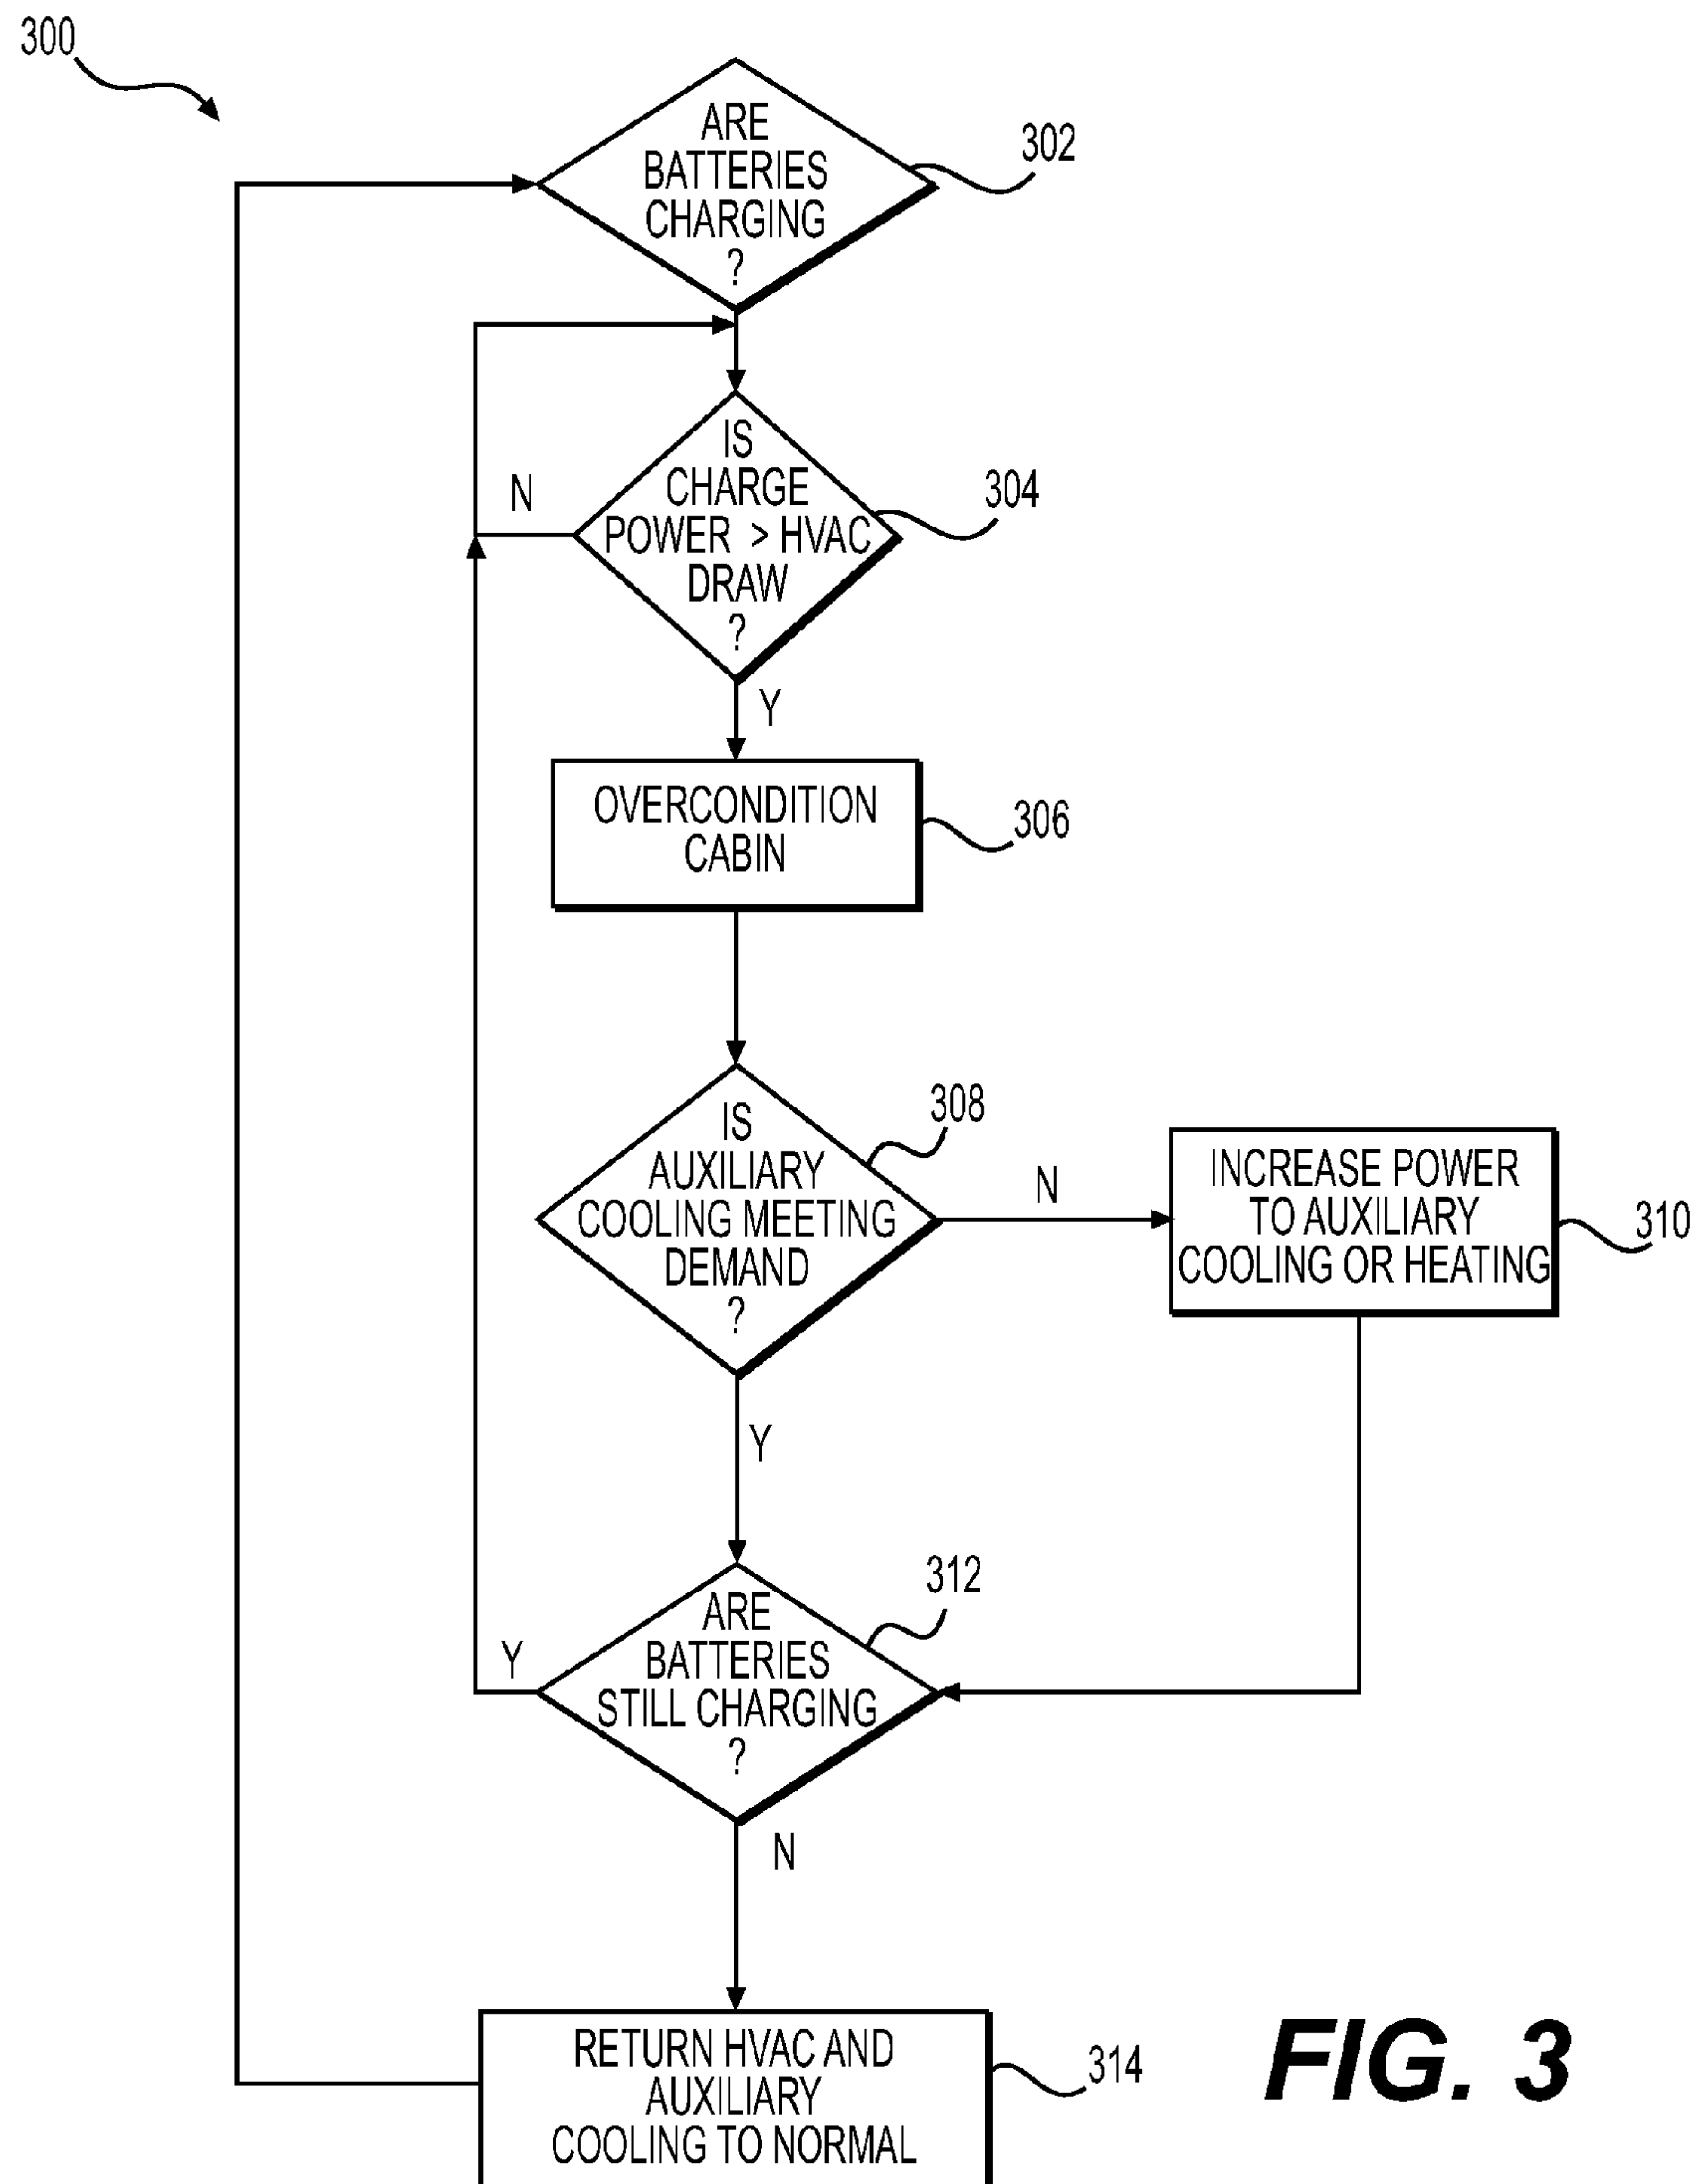 300
ARE
BATTERIES
CHARGING
?
302
IS
CHARGE
POWER > HVAC
DRAW
?
304
N
Y
OVERCONDITION
CABIN
306
IS
AUXILIARY
COOLING MEETING
DEMAND
?
308
N
INCREASE POWER
TO AUXILIARY
COOLING OR HEATING
310
Y
ARE
BATTERIES
STILL CHARGING
?
312
Y
N
RETURN HVAC AND
AUXILIARY
COOLING TO NORMAL
314
FIG. 3